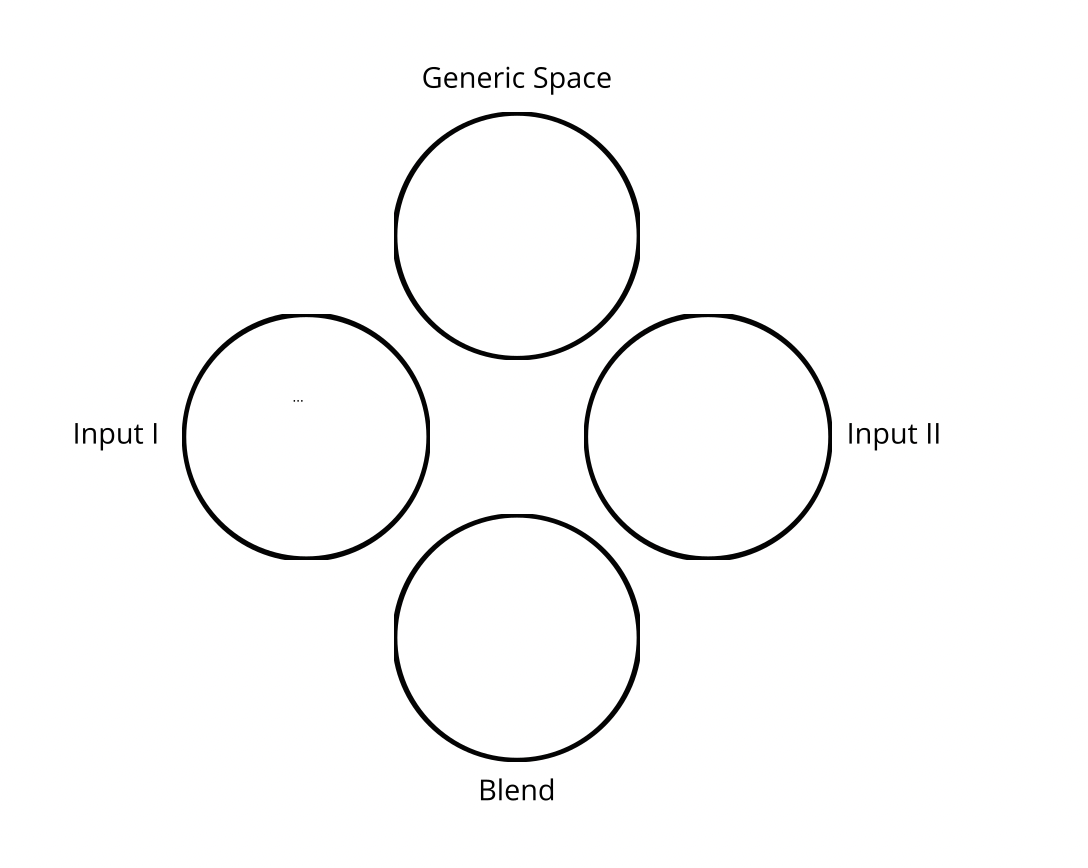 Generic Space
...
Input I
Input II
Blend